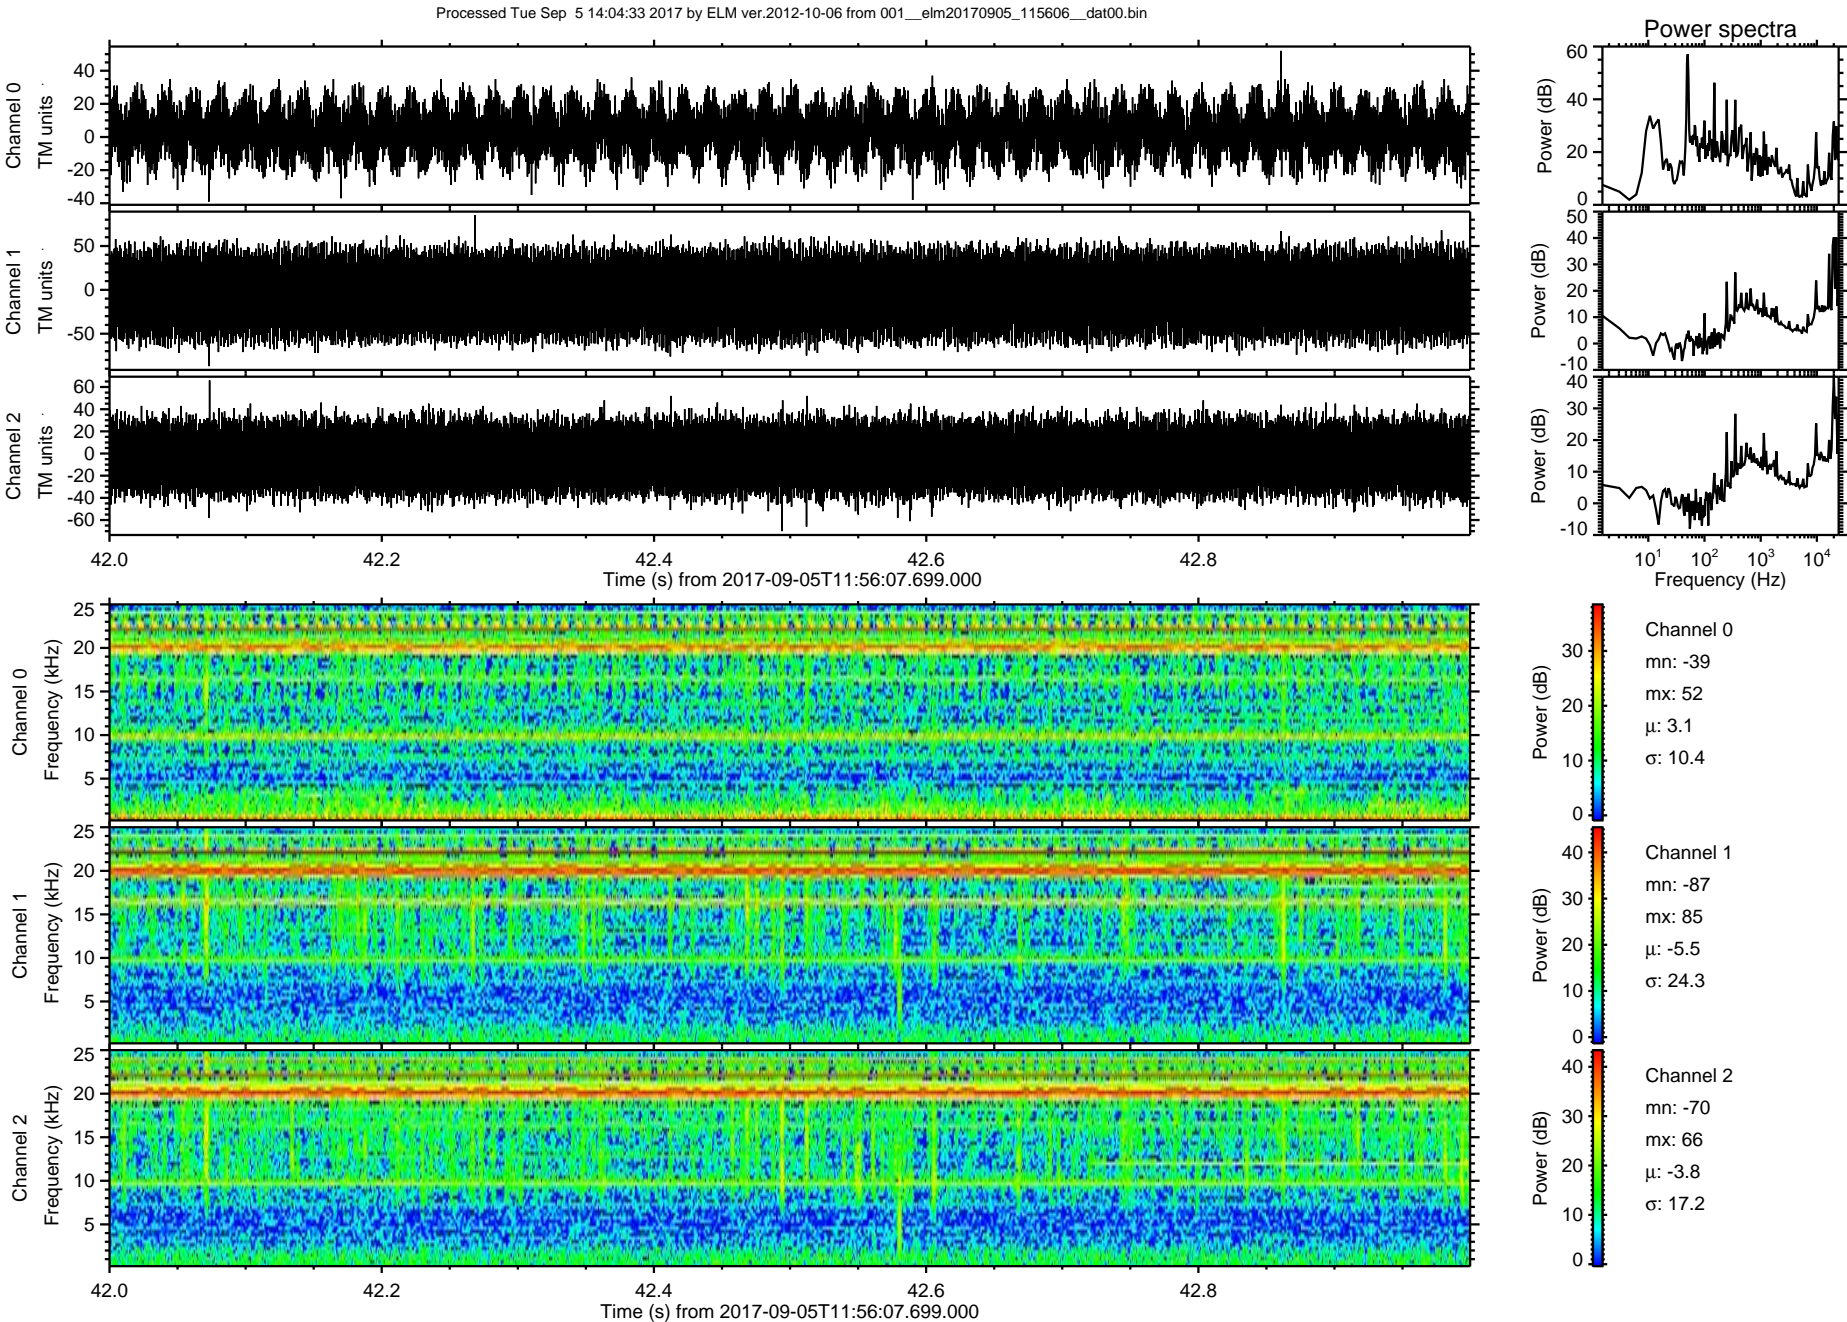 Processed Tue Sep  5 14:04:33 2017 by ELM ver.2012-10-06 from 001__elm20170905_115606__dat00.bin
Power spectra
Channel 0
TM units
40
20
0
-20
-40
Power (dB)
60
40
20
0
Channel 1
TM units
50
0
-50
Power (dB)
50
40
30
20
10
0
-10
Channel 2
TM units
60
40
20
0
-20
-40
-60
Power (dB)
40
30
20
10
0
-10
42.0
42.2
42.4
42.6
42.8
Time (s) from 2017-09-05T11:56:07.699.000
10^1
10^2
10^3
10^4
Frequency (Hz)
Channel 0
Frequency (kHz)
25
20
15
10
5
Power (dB)
30
20
10
0
Channel 0
mn: -39
mx: 52
μ: 3.1
σ: 10.4
Channel 1
Frequency (kHz)
25
20
15
10
5
Power (dB)
40
30
20
10
0
Channel 1
mn: -87
mx: 85
μ: -5.5
σ: 24.3
Channel 2
Frequency (kHz)
25
20
15
10
5
Power (dB)
40
30
20
10
0
Channel 2
mn: -70
mx: 66
μ: -3.8
σ: 17.2
42.0
42.2
42.4
42.6
42.8
Time (s) from 2017-09-05T11:56:07.699.000